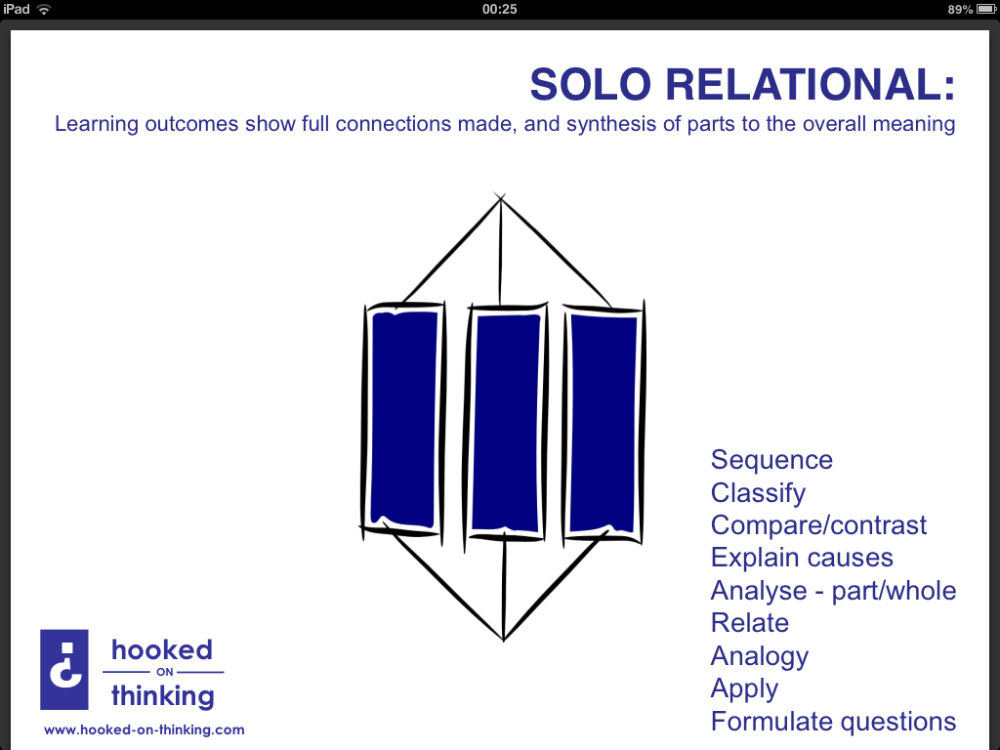 iPad 00:25 89%
SOLO RELATIONAL:
Learning outcomes show full connections made, and synthesis of parts to the overall meaning
Sequence
Classify
Compare/contrast
Explain causes
Analyse - part/whole
Relate
Analogy
Apply
Formulate questions
¿
hooked
ON
thinking
www.hooked-on-thinking.com